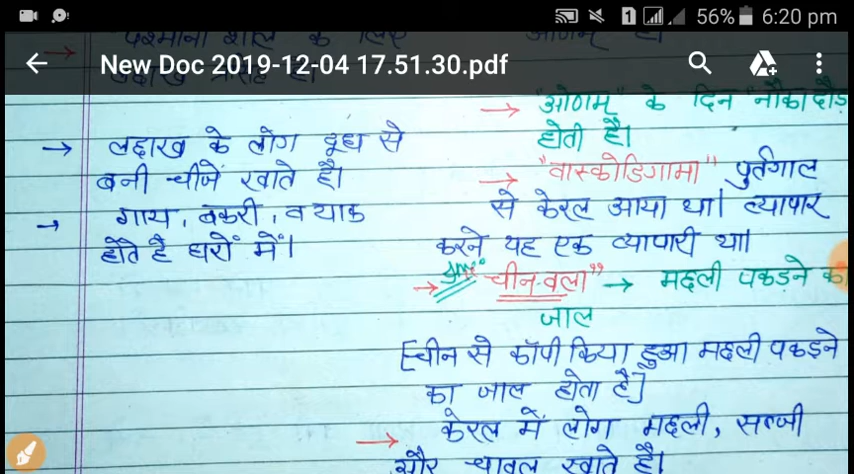 56% 6:20 pm
New Doc 2019-12-04 17.51.30.pdf
लद्दाख के लोग दूध से
बनी चीजें खाते है।
गाय, बकरी, व याक
होते है घरों में।
"ओणम" के दिन नौका दौड़
होती है।
"वास्कोडिगामा" पुर्तगाल
से केरल आया था। व्यापार
करने यह एक व्यापारी था।
"चीन-वला" → मछली पकड़ने का
जाल
[चीन से कॉपी किया हुआ मछली पकड़ने
का जाल होता है]
केरल में लोग मछली, सब्जी
और चावल खाते है।